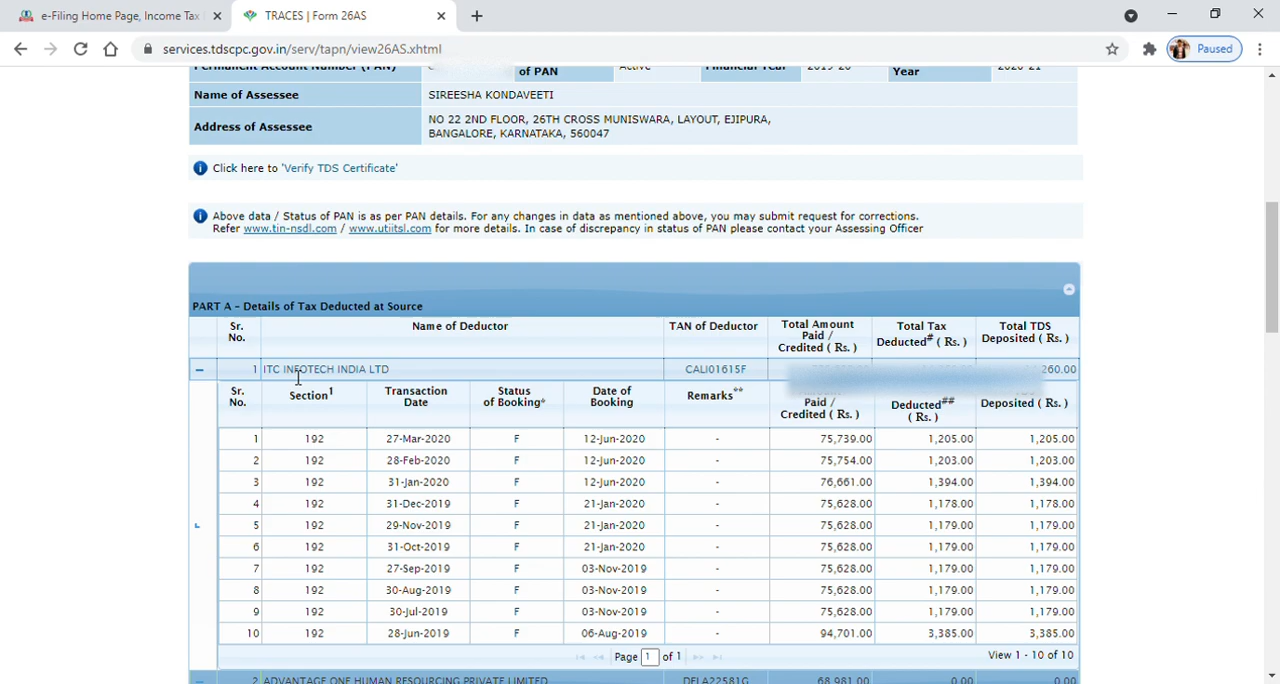 e-Filing Home Page, Income Tax
TRACES | Form 26AS
services.tdscpc.gov.in/serv/tapn/view26AS.xhtml
Paused
Permanent Account Number (PAN) of PAN Active Financial Year 2019-20 Year 2020-21
Name of Assessee SIREESHA KONDAVEETI
Address of Assessee NO 22 2ND FLOOR, 26TH CROSS MUNISWARA, LAYOUT, EJIPURA,
BANGALORE, KARNATAKA, 560047
Click here to 'Verify TDS Certificate'
Above data / Status of PAN is as per PAN details. For any changes in data as mentioned above, you may submit request for corrections.
Refer www.tin-nsdl.com / www.utiitsl.com for more details. In case of discrepancy in status of PAN please contact your Assessing Officer
PART A - Details of Tax Deducted at Source
Sr. No. Name of Deductor TAN of Deductor Total Amount Paid / Credited ( Rs. ) Total Tax Deducted# ( Rs. ) Total TDS Deposited ( Rs. )
1 ITC INFOTECH INDIA LTD CALI01615F 260.00
Sr. No. Section1 Transaction Date Status of Booking* Date of Booking Remarks** Paid / Credited ( Rs. ) Deducted## ( Rs. ) Deposited ( Rs. )
1 192 27-Mar-2020 F 12-Jun-2020 - 75,739.00 1,205.00 1,205.00
2 192 28-Feb-2020 F 12-Jun-2020 - 75,754.00 1,203.00 1,203.00
3 192 31-Jan-2020 F 12-Jun-2020 - 76,661.00 1,394.00 1,394.00
4 192 31-Dec-2019 F 21-Jan-2020 - 75,628.00 1,178.00 1,178.00
5 192 29-Nov-2019 F 21-Jan-2020 - 75,628.00 1,179.00 1,179.00
6 192 31-Oct-2019 F 21-Jan-2020 - 75,628.00 1,179.00 1,179.00
7 192 27-Sep-2019 F 03-Nov-2019 - 75,628.00 1,179.00 1,179.00
8 192 30-Aug-2019 F 03-Nov-2019 - 75,628.00 1,179.00 1,179.00
9 192 30-Jul-2019 F 03-Nov-2019 - 75,628.00 1,179.00 1,179.00
10 192 28-Jun-2019 F 06-Aug-2019 - 94,701.00 3,385.00 3,385.00
Page 1 of 1 View 1 - 10 of 10
2 ADVANTAGE ONE HUMAN RESOURCING PRIVATE LIMITED DELA22581G 68,981.00 0.00 0.00